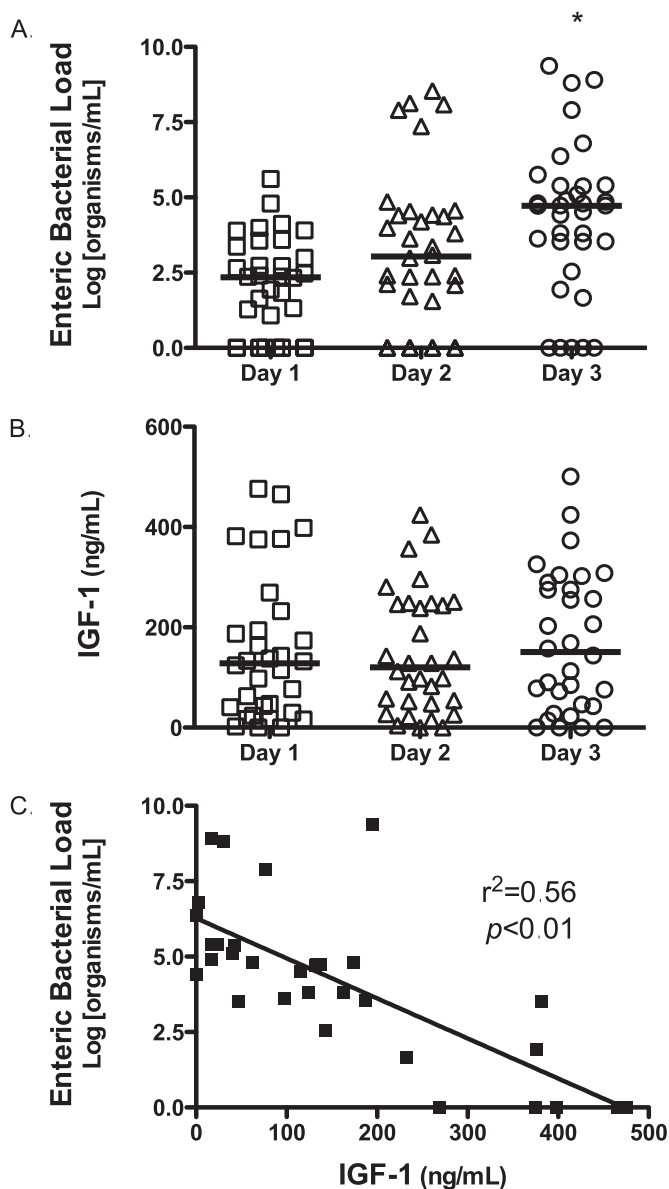 A.
Enteric Bacterial Load
Log [organisms/mL]
*
10.0
7.5
5.0
2.5
0.0
Day 1
Day 2
Day 3
B.
IGF-1 (ng/mL)
600
400
200
0
Day 1
Day 2
Day 3
C.
Enteric Bacterial Load
Log [organisms/mL]
10.0
7.5
5.0
2.5
0.0
r²=0.56
p<0.01
0
100
200
300
400
500
IGF-1 (ng/mL)